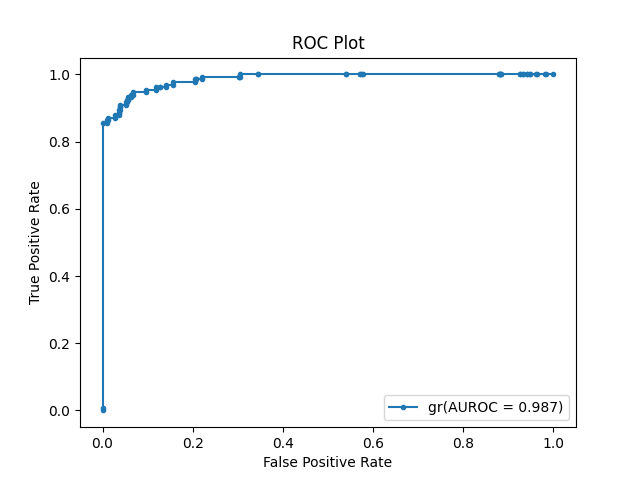 ROC Plot
True Positive Rate
1.0
0.8
0.6
0.4
0.2
0.0
gr(AUROC = 0.987)
0.0 0.2 0.4 0.6 0.8 1.0
False Positive Rate